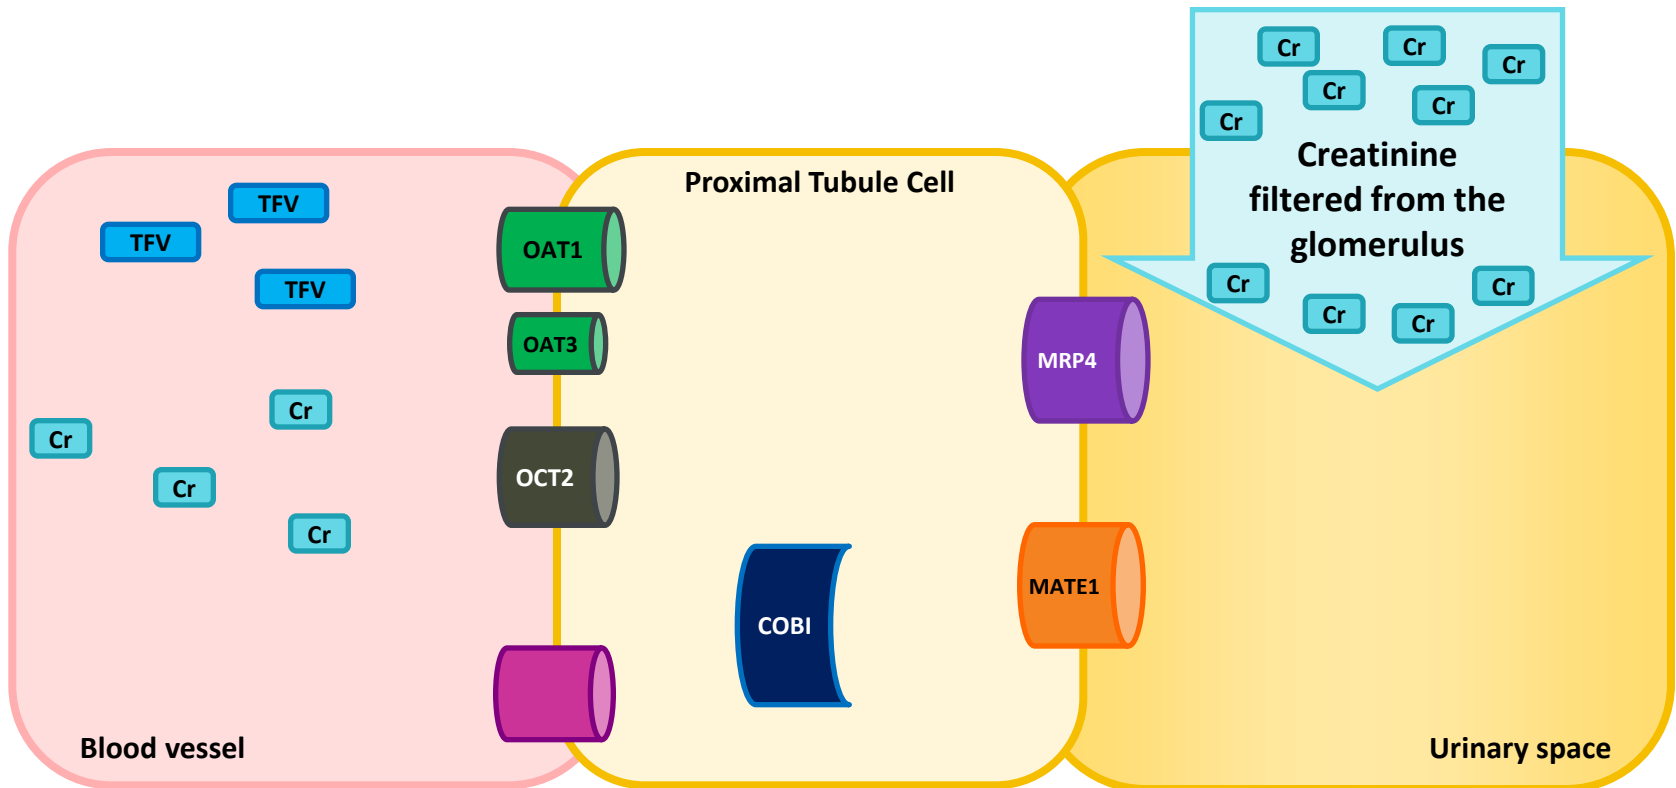 Cr
Cr
Cr
Cr
Cr
Cr
Creatinine
filtered from the
glomerulus
Cr
Cr
Cr
Cr
Proximal Tubule Cell
TFV
TFV
TFV
OAT1
OAT3
Cr
Cr
Cr
Cr
OCT2
MRP4
MATE1
COBI
Blood vessel
Urinary space